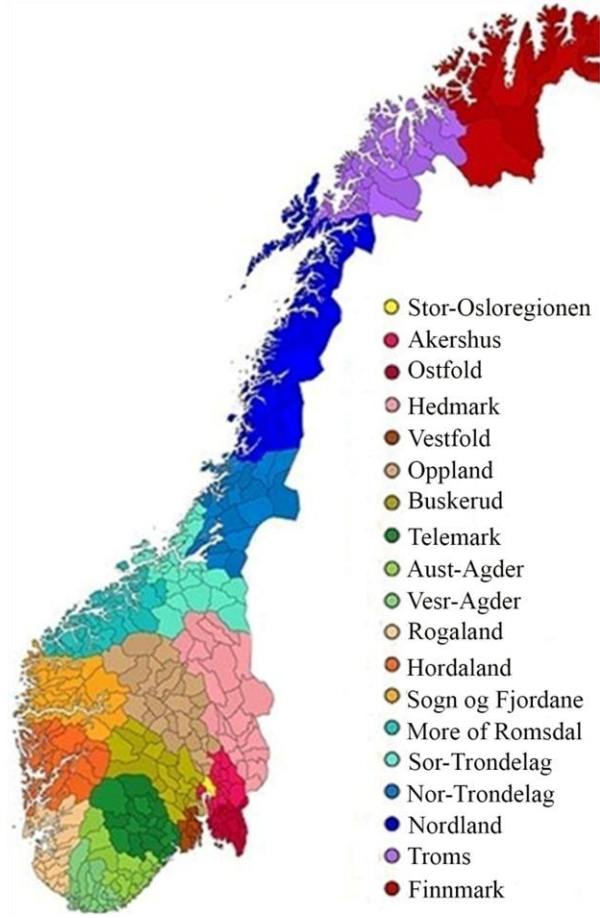 Stor-Osloregionen
Akershus
Ostfold
Hedmark
Vestfold
Oppland
Buskerud
Telemark
Aust-Agder
Vesr-Agder
Rogaland
Hordaland
Sogn og Fjordane
More of Romsdal
Sor-Trondelag
Nor-Trondelag
Nordland
Troms
Finnmark